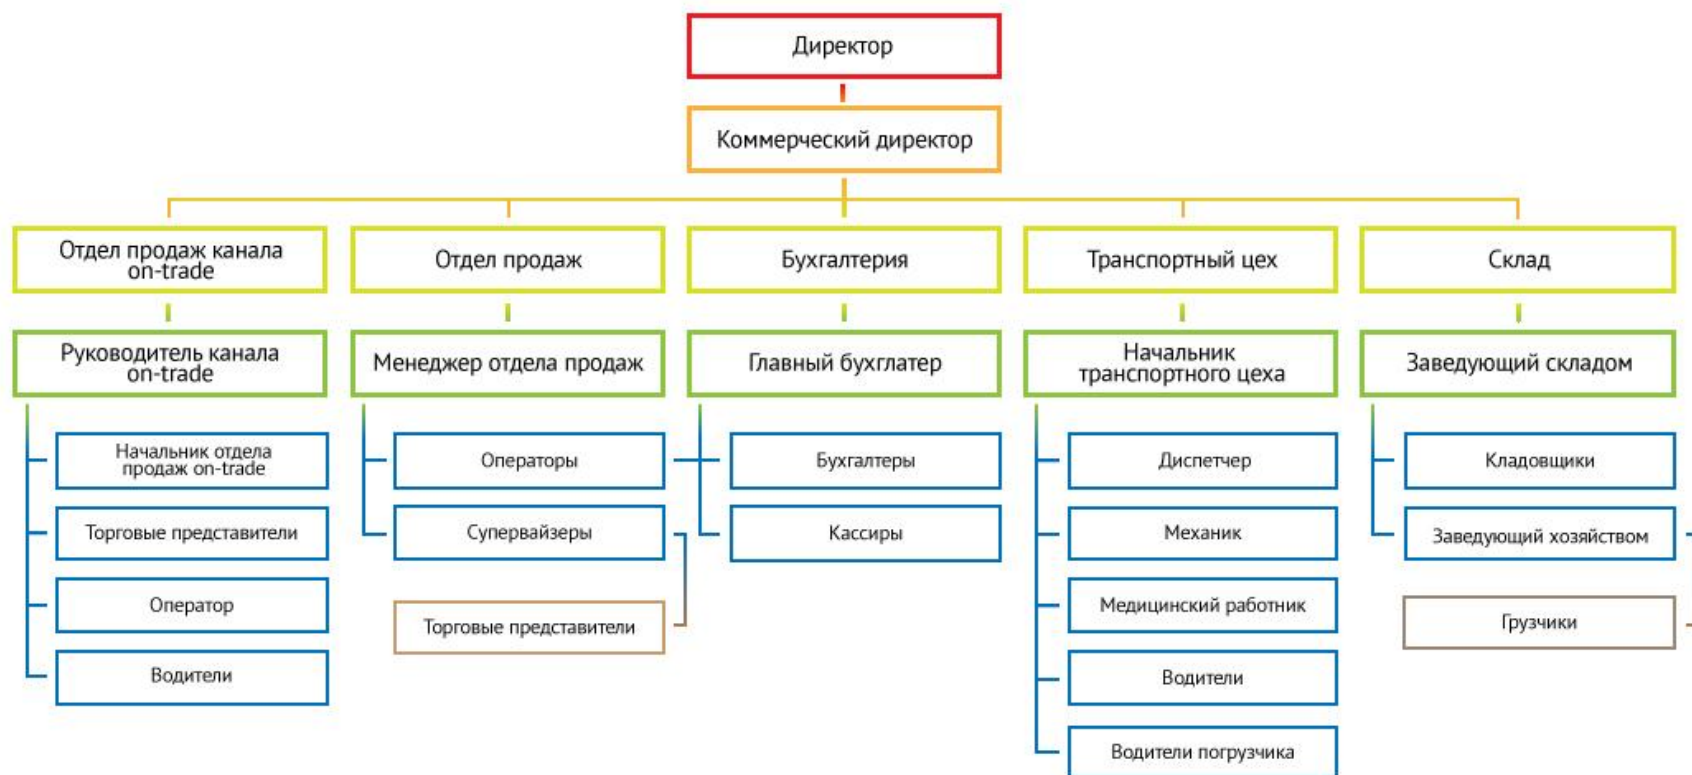 Директор
Коммерческий директор
Отдел продаж канала
on-trade
Отдел продаж
Бухгалтерия
Транспортный цех
Склад
Руководитель канала
on-trade
Менеджер отдела продаж
Главный бухглатер
Начальник
транспортного цеха
Заведующий складом
Начальник отдела
продаж on-trade
Операторы
Бухгалтеры
Диспетчер
Кладовщики
Торговые представители
Супервайзеры
Кассиры
Механик
Заведующий хозяйством
Оператор
Торговые представители
Медицинский работник
Грузчики
Водители
Водители
Водители погрузчика